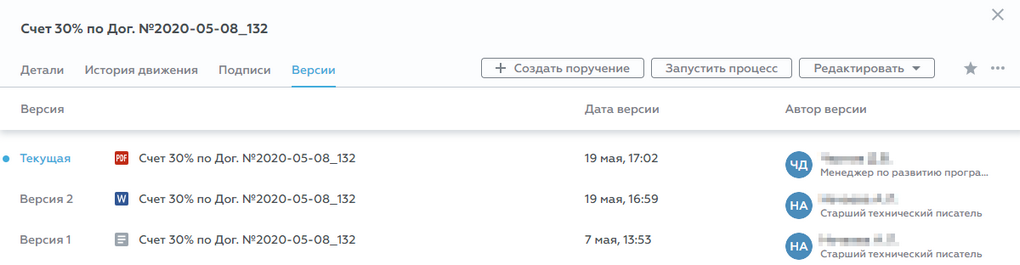 Счет 30% по Дог. №2020-05-08_132
Детали История движения Подписи Версии + Создать поручение Запустить процесс Редактировать
Версия Дата версии Автор версии
Текущая PDF Счет 30% по Дог. №2020-05-08_132 19 мая, 17:02 ЧД
Менеджер по развитию програ...
Версия 2 W Счет 30% по Дог. №2020-05-08_132 19 мая, 16:59 НА
Старший технический писатель
Версия 1 Счет 30% по Дог. №2020-05-08_132 7 мая, 13:53 НА
Старший технический писатель